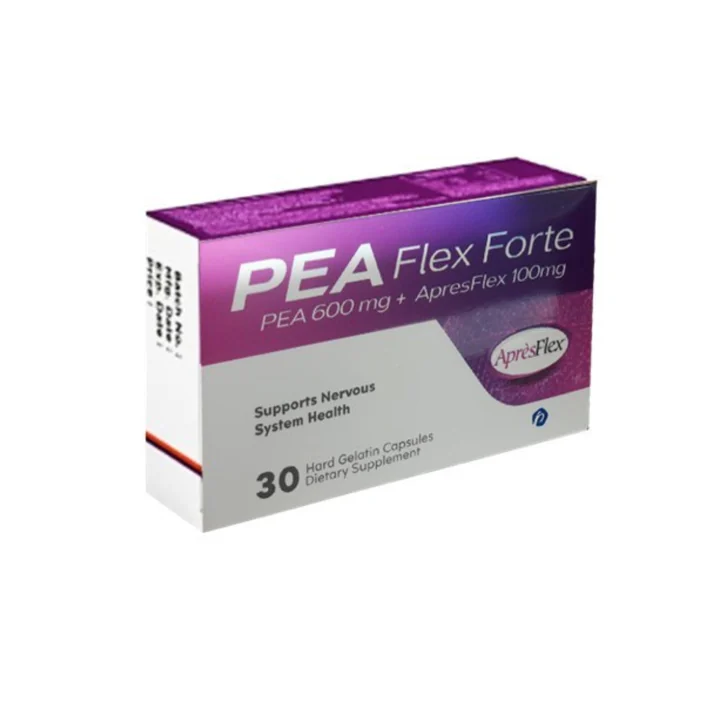 PEA Flex Forte
PEA 600 mg + ApresFlex 100mg
AprèsFlex
Supports Nervous
System Health
30 Hard Gelatin Capsules
Dietary Supplement
Batch No. :
Mfg. Date :
Exp. Date :
Price :